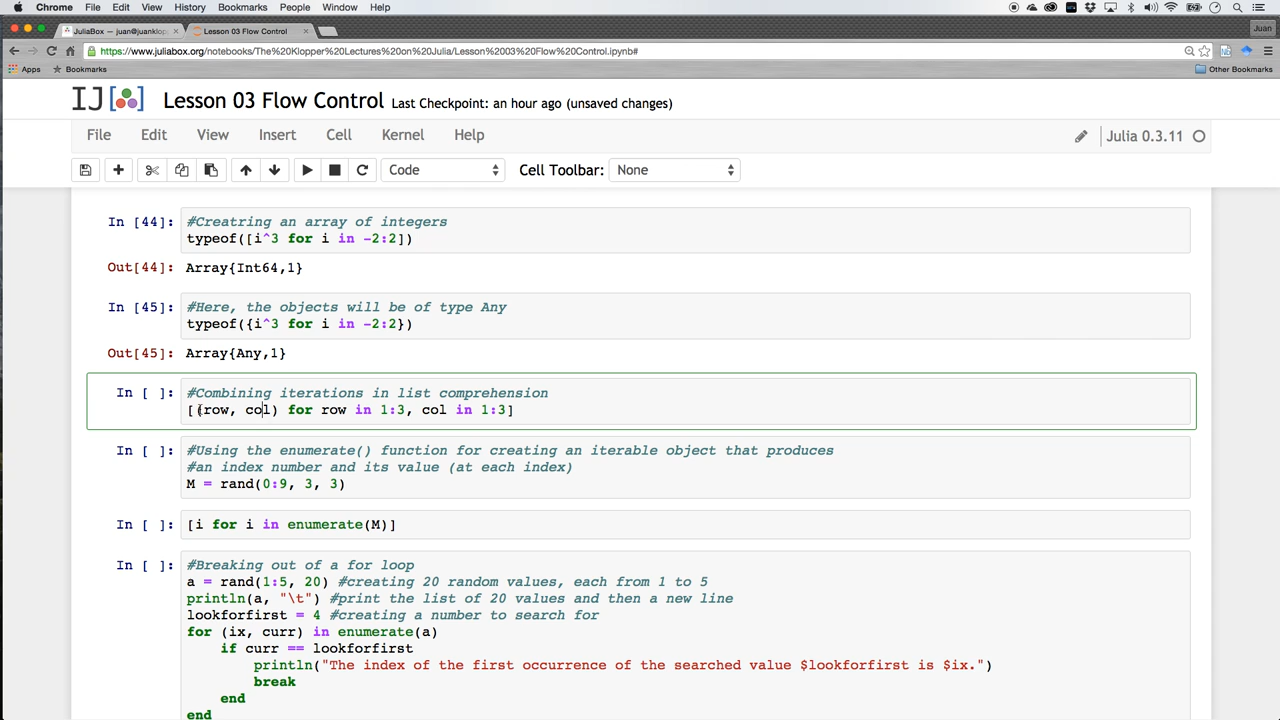 Chrome File Edit View History Bookmarks People Window Help
JuliaBox — juan@juanklop × Lesson 03 Flow Control ×
Juan
https://www.juliabox.org/notebooks/The%20Klopper%20Lectures%20on%20Julia/Lesson%2003%20Flow%20Control.ipynb#
Apps Bookmarks Other Bookmarks
IJ[ ] Lesson 03 Flow Control Last Checkpoint: an hour ago (unsaved changes)
File Edit View Insert Cell Kernel Help Julia 0.3.11
Code Cell Toolbar: None
In [44]: #Creatring an array of integers
typeof([i^3 for i in -2:2])
Out[44]: Array{Int64,1}
In [45]: #Here, the objects will be of type Any
typeof({i^3 for i in -2:2})
Out[45]: Array{Any,1}
In [ ]: #Combining iterations in list comprehension
[(row, col) for row in 1:3, col in 1:3]
In [ ]: #Using the enumerate() function for creating an iterable object that produces
#an index number and its value (at each index)
M = rand(0:9, 3, 3)
In [ ]: [i for i in enumerate(M)]
In [ ]: #Breaking out of a for loop
a = rand(1:5, 20) #creating 20 random values, each from 1 to 5
println(a, "\t") #print the list of 20 values and then a new line
lookforfirst = 4 #creating a number to search for
for (ix, curr) in enumerate(a)
if curr == lookforfirst
println("The index of the first occurrence of the searched value $lookforfirst is $ix.")
break
end
end